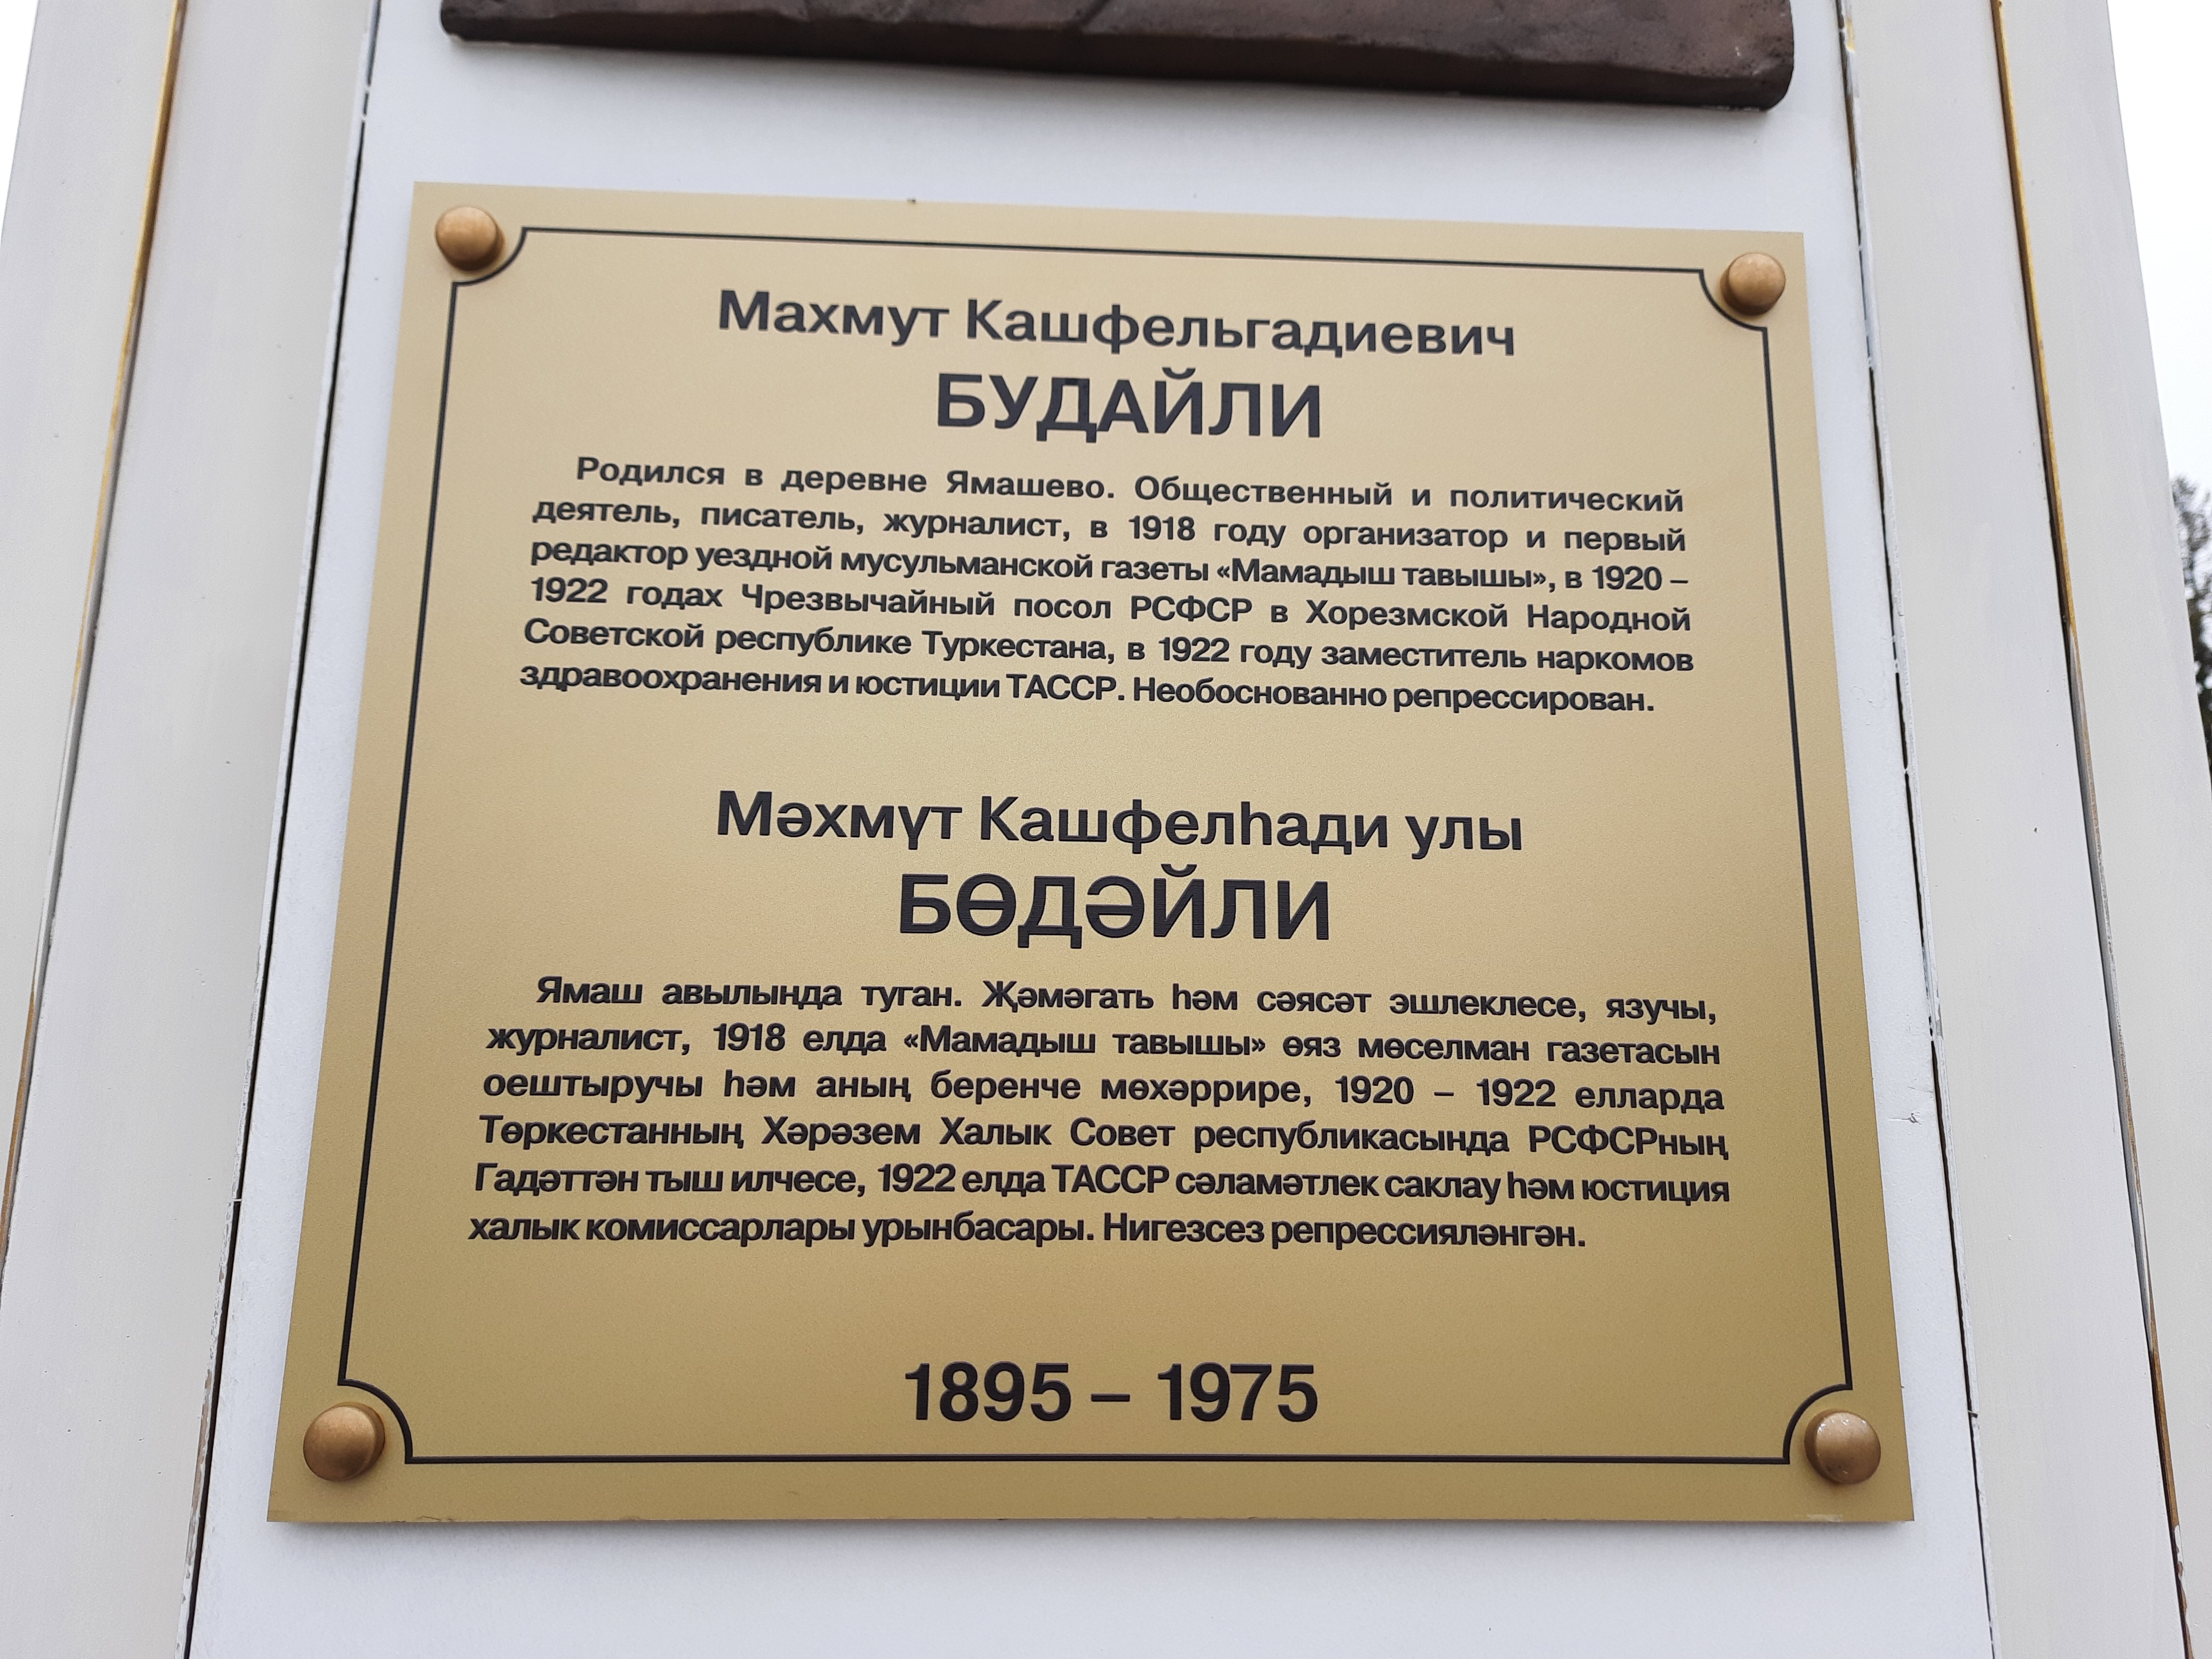 Махмут Кашфельгадиевич
БУДАЙЛИ
Родился в деревне Ямашево. Общественный и политический
деятель, писатель, журналист, в 1918 году организатор и первый
редактор уездной мусульманской газеты «Мамадыш тавышы», в 1920 –
1922 годах Чрезвычайный посол РСФСР в Хорезмской Народной
Советской республике Туркестана, в 1922 году заместитель наркомов
здравоохранения и юстиции ТАССР. Необоснованно репрессирован.
Мәхмүт Кашфелһади улы
БӨДӘЙЛИ
Ямаш авылында туган. Җәмәгать һәм сәясәт эшлеклесе, язучы,
журналист, 1918 елда «Мамадыш тавышы» өяз мөселман газетасын
оештыручы һәм аның беренче мөхәррире, 1920 – 1922 елларда
Төркестанның Хәрәзем Халык Совет республикасында РСФСРның
Гадәттән тыш илчесе, 1922 елда ТАССР сәламәтлек саклау һәм юстиция
халык комиссарлары урынбасары. Нигезсез репрессияләнгән.
1895 – 1975